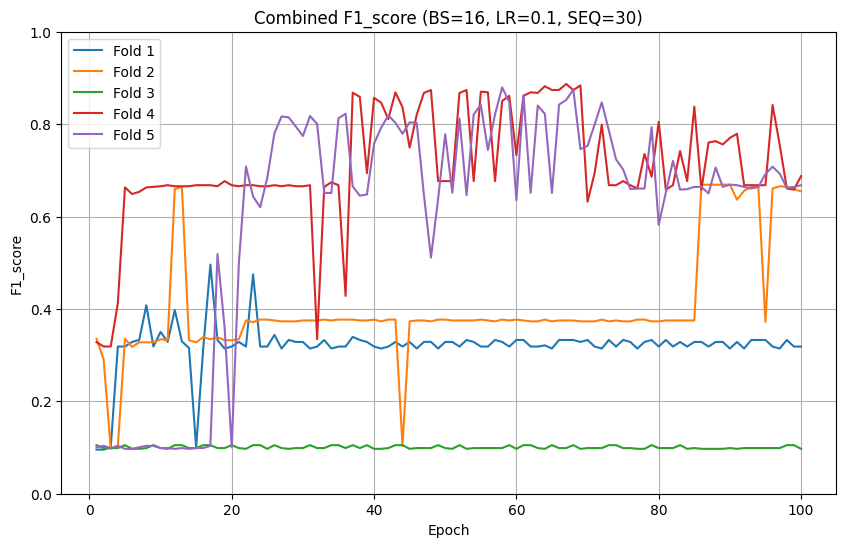 Combined F1_score (BS=16, LR=0.1, SEQ=30)
Fold 1
Fold 2
Fold 3
Fold 4
Fold 5
F1_score
1.0
0.8
0.6
0.4
0.2
0.0
0 20 40 60 80 100
Epoch